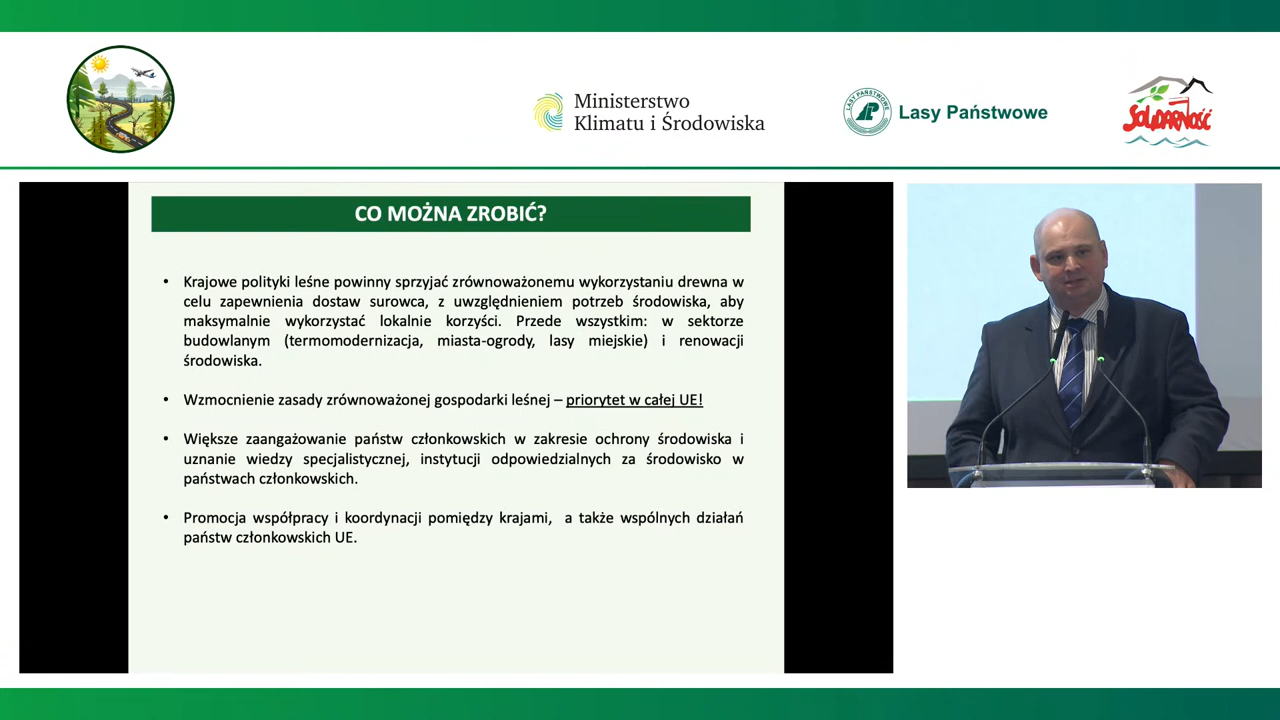 Ministerstwo
Klimatu i Środowiska
LASY PAŃSTWOWE
Lasy Państwowe
SOLIDARNOŚĆ
CO MOŻNA ZROBIĆ?
• Krajowe polityki leśne powinny sprzyjać zrównoważonemu wykorzystaniu drewna w
celu zapewnienia dostaw surowca, z uwzględnieniem potrzeb środowiska, aby
maksymalnie wykorzystać lokalnie korzyści. Przede wszystkim: w sektorze
budowlanym (termomodernizacja, miasta-ogrody, lasy miejskie) i renowacji
środowiska.
• Wzmocnienie zasady zrównoważonej gospodarki leśnej – priorytet w całej UE!
• Większe zaangażowanie państw członkowskich w zakresie ochrony środowiska i
uznanie wiedzy specjalistycznej, instytucji odpowiedzialnych za środowisko w
państwach członkowskich.
• Promocja współpracy i koordynacji pomiędzy krajami, a także wspólnych działań
państw członkowskich UE.